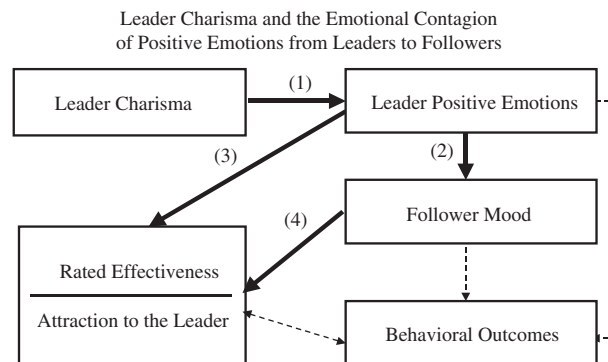 Leader Charisma and the Emotional Contagion
of Positive Emotions from Leaders to Followers
(1)
Leader Charisma
Leader Positive Emotions
(2)
(3)
(4)
Follower Mood
Rated Effectiveness
Attraction to the Leader
Behavioral Outcomes